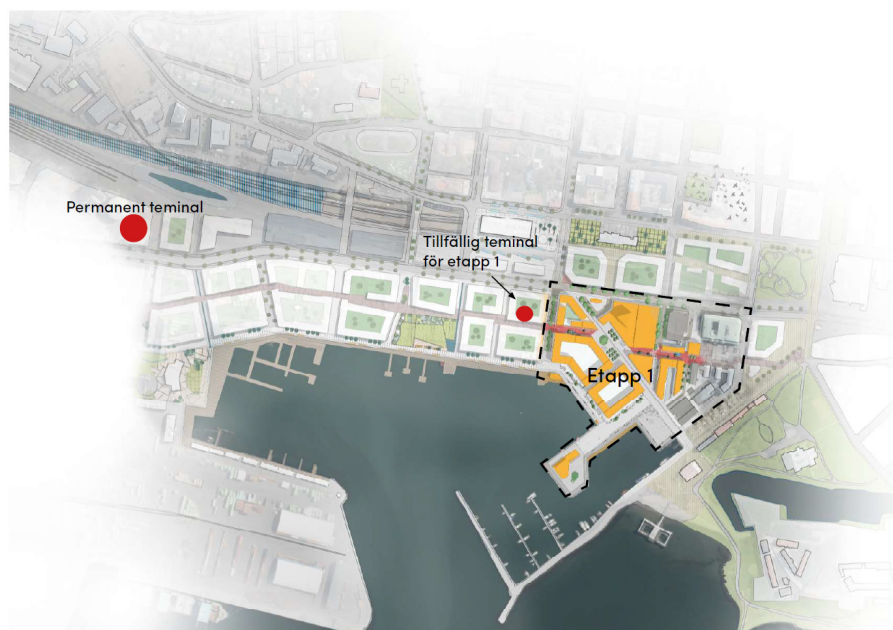 Permanent teminal
Tillfällig teminal
för etapp 1
Etapp 1